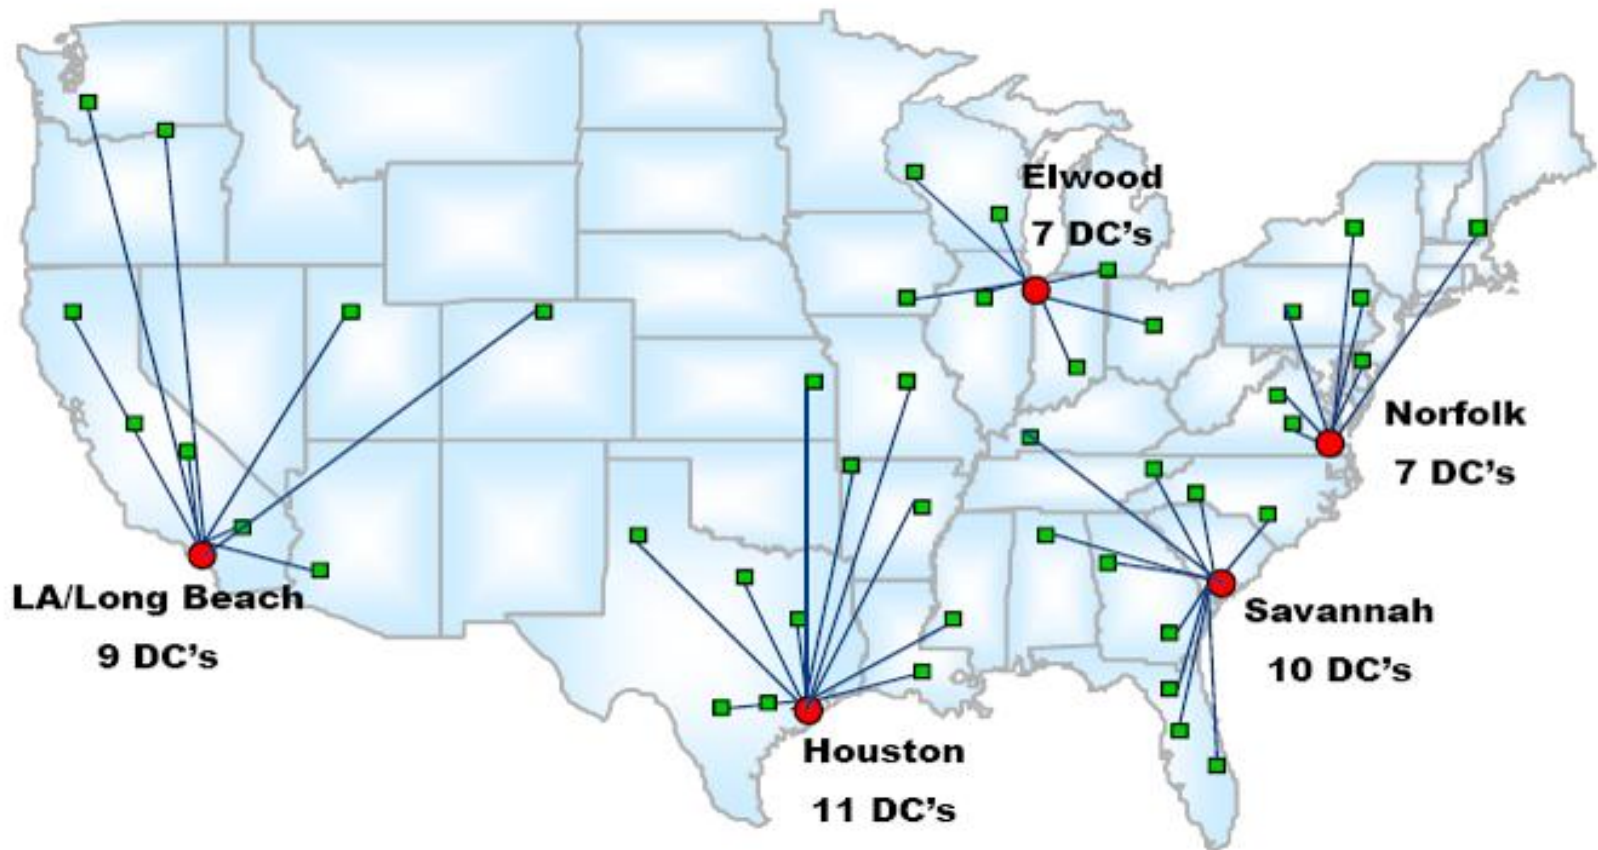 Elwood
7 DC's
Norfolk
7 DC's
LA/Long Beach
9 DC's
Savannah
10 DC's
Houston
11 DC's